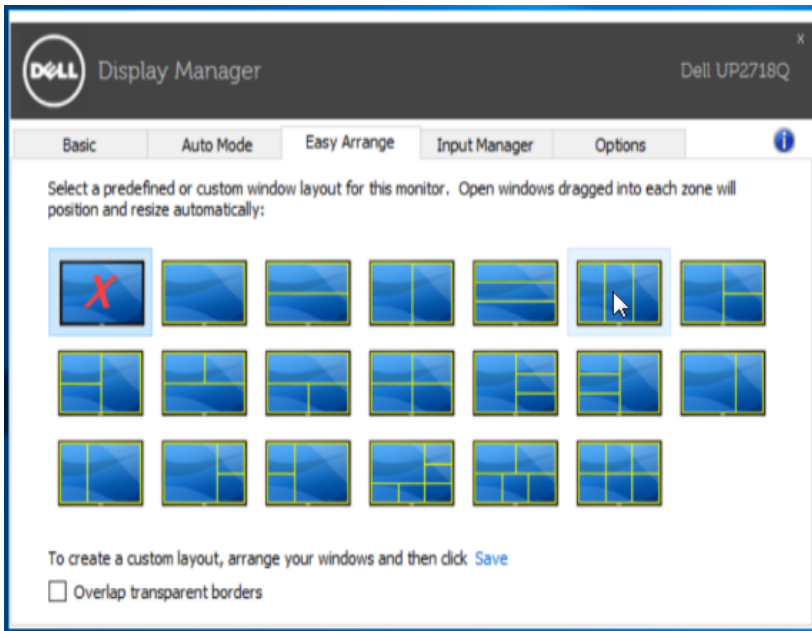 DELL Display Manager
x
Dell UP2718Q
Basic Auto Mode Easy Arrange Input Manager Options i
Select a predefined or custom window layout for this monitor. Open windows dragged into each zone will
position and resize automatically:
X
To create a custom layout, arrange your windows and then click Save
Overlap transparent borders